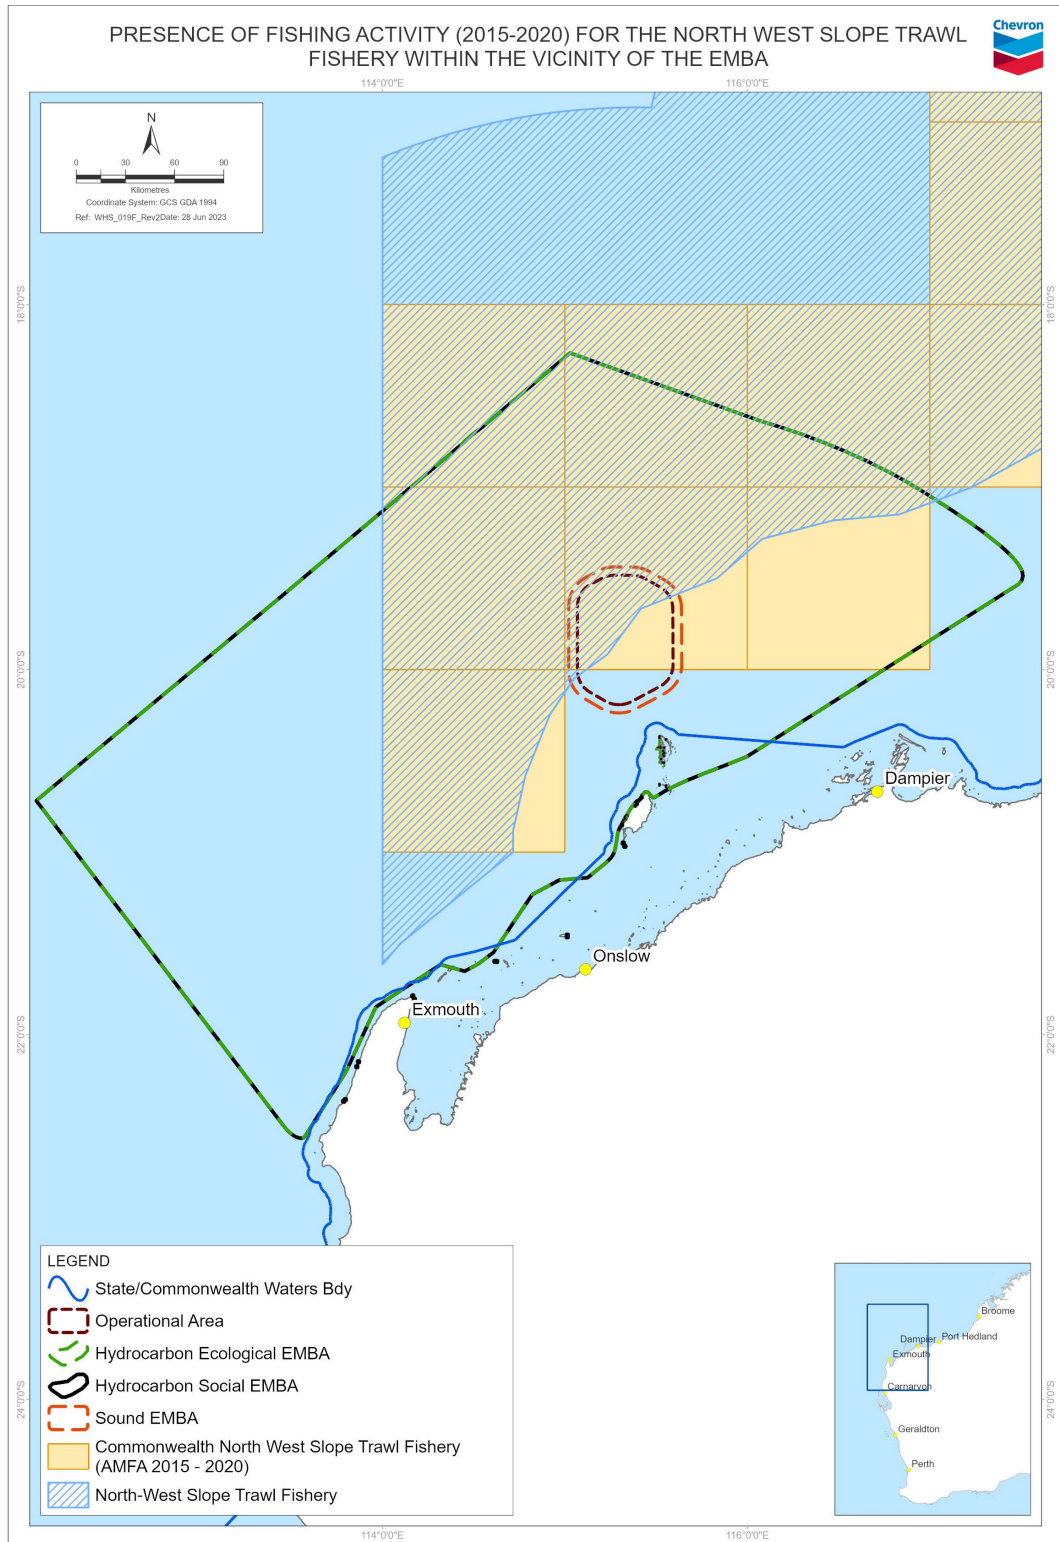 PRESENCE OF FISHING ACTIVITY (2015-2020) FOR THE NORTH WEST SLOPE TRAWL
FISHERY WITHIN THE VICINITY OF THE EMBA
Chevron
114°0'0"E
116°0'0"E
N
0 30 60 90
Kilometres
Coordinate System: GCS GDA 1994
Ref: WHS_019F_Rev2Date: 28 Jun 2023
18°0'0"S
18°0'0"S
20°0'0"S
20°0'0"S
Dampier
Onslow
Exmouth
22°0'0"S
22°0'0"S
LEGEND
State/Commonwealth Waters Bdy
Operational Area
Hydrocarbon Ecological EMBA
Hydrocarbon Social EMBA
Sound EMBA
Commonwealth North West Slope Trawl Fishery
(AMFA 2015 - 2020)
North-West Slope Trawl Fishery
Broome
Dampier
Port Hedland
Exmouth
Carnarvon
Geraldton
Perth
24°0'0"S
24°0'0"S
114°0'0"E
116°0'0"E